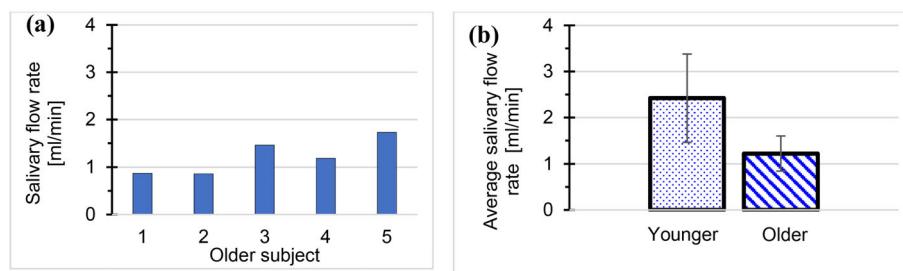 (a)
Salivary flow rate
[ml/min]
4
3
2
1
0
1 2 3 4 5
Older subject
(b)
Average salivary flow
rate [ml/min]
4
3
2
1
0
Younger Older